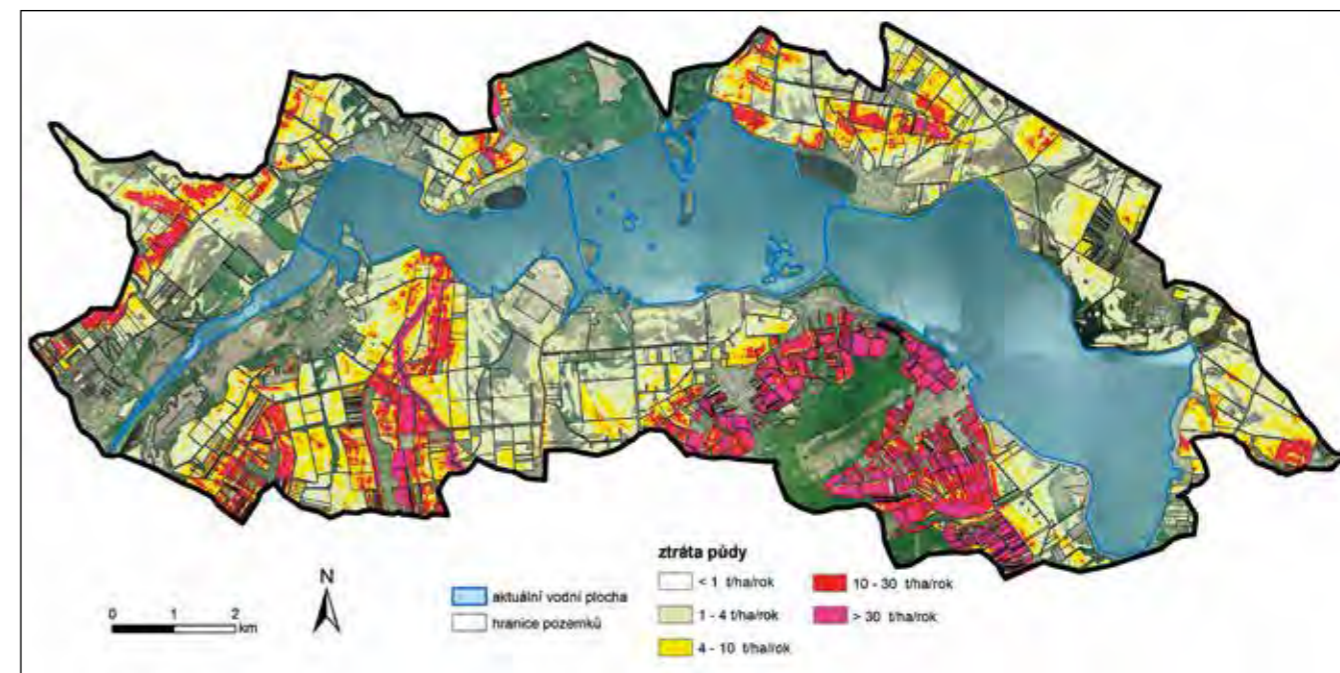 N
0 1 2
km
aktuální vodní plocha
hranice pozemků
ztráta půdy
< 1 t/ha/rok
1 - 4 t/ha/rok
4 - 10 t/ha/rok
10 - 30 t/ha/rok
> 30 t/ha/rok